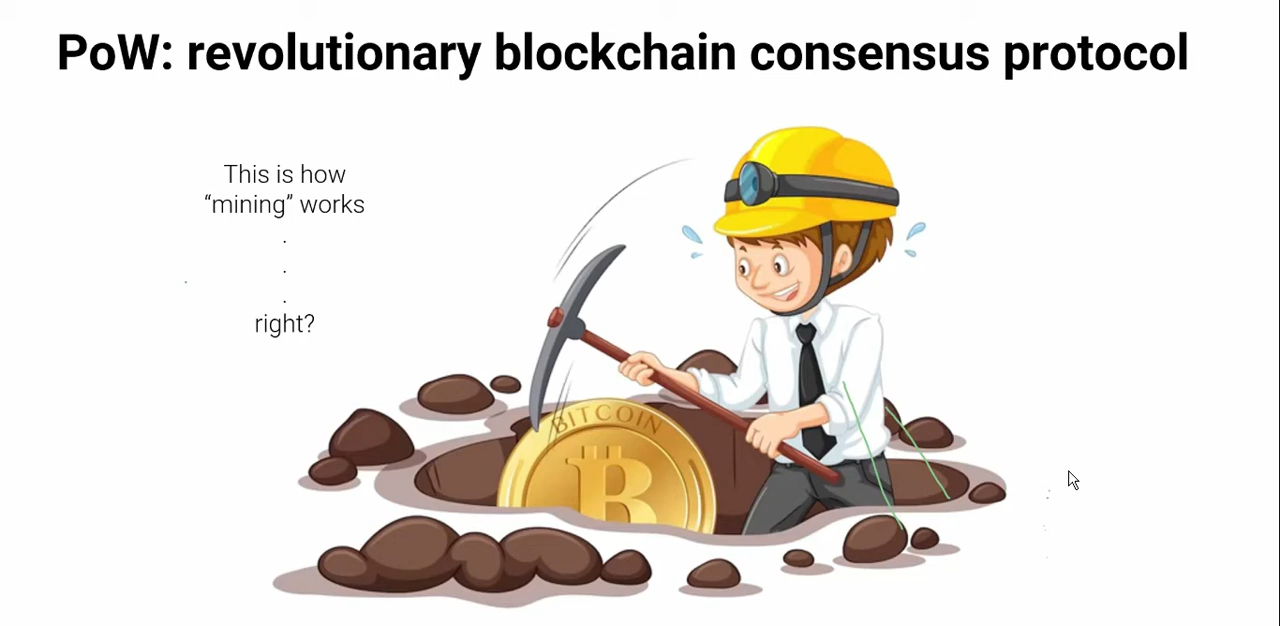 PoW: revolutionary blockchain consensus protocol
This is how
“mining” works
.
.
.
right?
BITCOIN
B